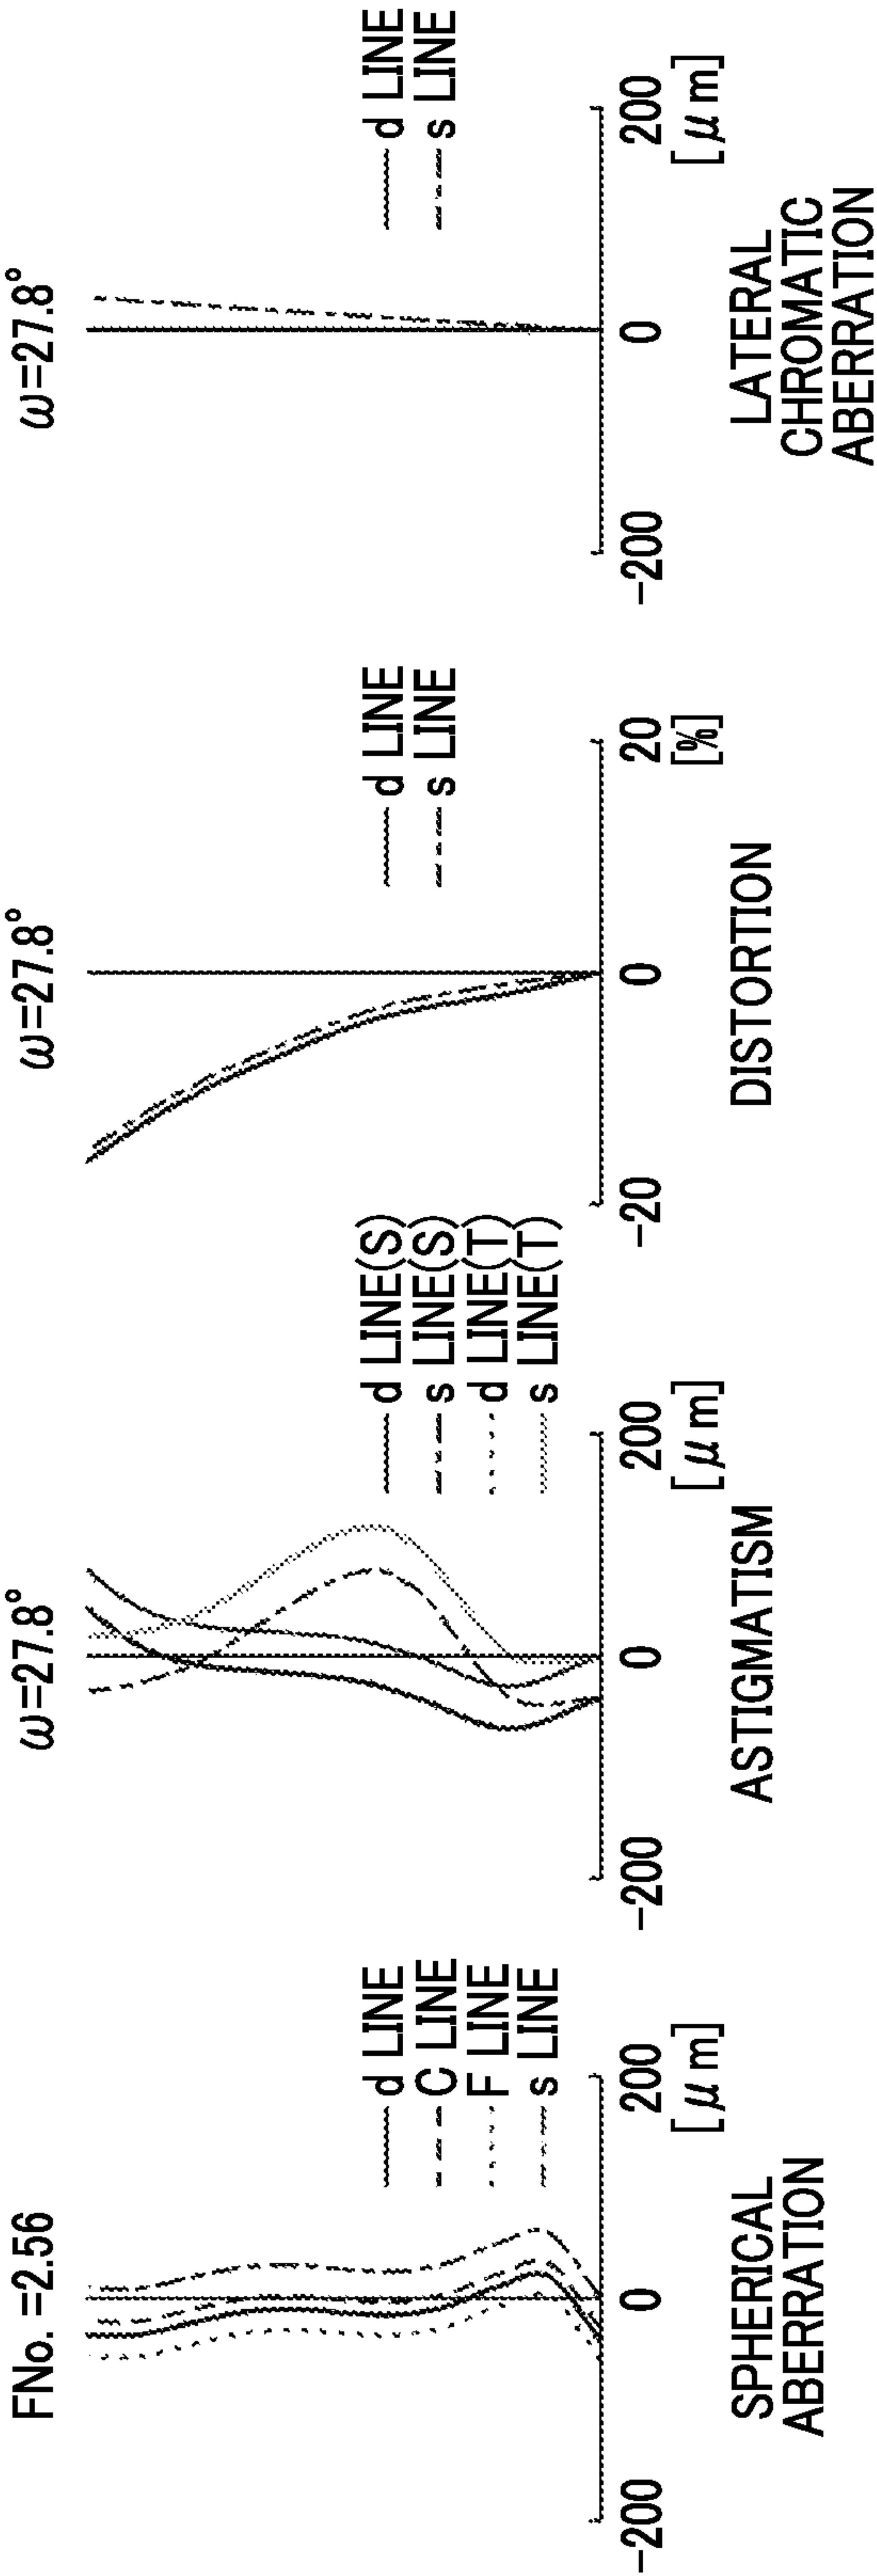 FNo. =2.56
d LINE
C LINE
F LINE
s LINE
-200
0
200
[μm]
SPHERICAL
ABERRATION
ω=27.8°
d LINE(S)
s LINE(S)
d LINE(T)
s LINE(T)
-200
0
200
[μm]
ASTIGMATISM
ω=27.8°
d LINE
s LINE
-20
0
20
[%]
DISTORTION
ω=27.8°
d LINE
s LINE
-200
0
200
[μm]
LATERAL
CHROMATIC
ABERRATION